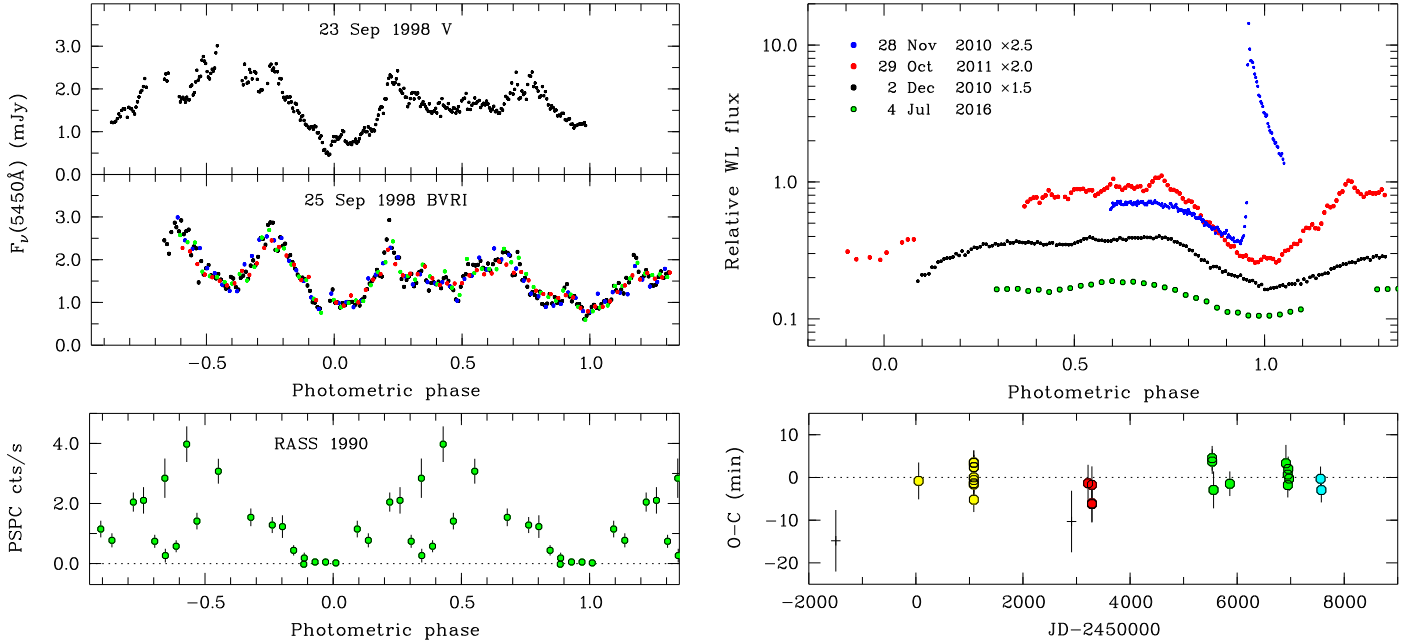 23 Sep 1998 V
3.0
2.0
1.0
0.0
25 Sep 1998 BVRI
3.0
2.0
1.0
0.0
Fν(5450Å) (mJy)
−0.5 0.0 0.5 1.0
Photometric phase
RASS 1990
4.0
2.0
0.0
PSPC cts/s
−0.5 0.0 0.5 1.0
Photometric phase
28 Nov 2010 ×2.5
29 Oct 2011 ×2.0
2 Dec 2010 ×1.5
4 Jul 2016
10.0
1.0
0.1
Relative WL flux
0.0 0.5 1.0
Photometric phase
10
0
−10
−20
O−C (min)
−2000 0 2000 4000 6000 8000
JD−2450000